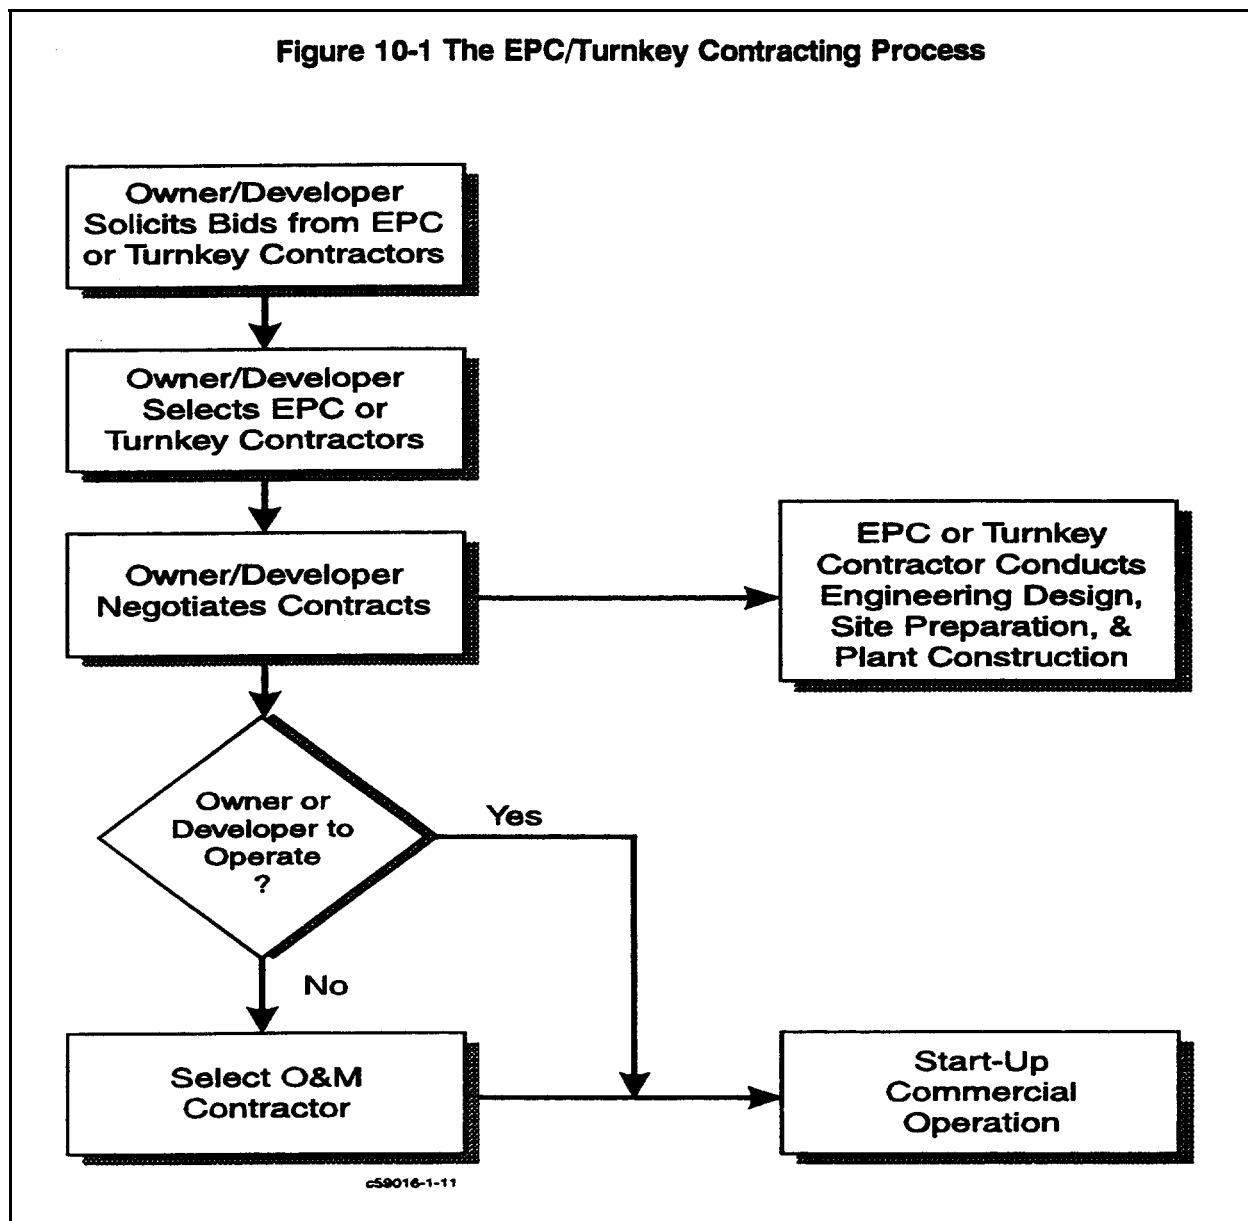 Figure 10-1 The EPC/Turnkey Contracting Process
Owner/Developer
Solicits Bids from EPC
or Turnkey Contractors
Owner/Developer
Selects EPC or
Turnkey Contractors
Owner/Developer
Negotiates Contracts
EPC or Turnkey
Contractor Conducts
Engineering Design,
Site Preparation, &
Plant Construction
Owner or
Developer to
Operate
?
Yes
No
Select O&M
Contractor
Start-Up
Commercial
Operation
c59016-1-11